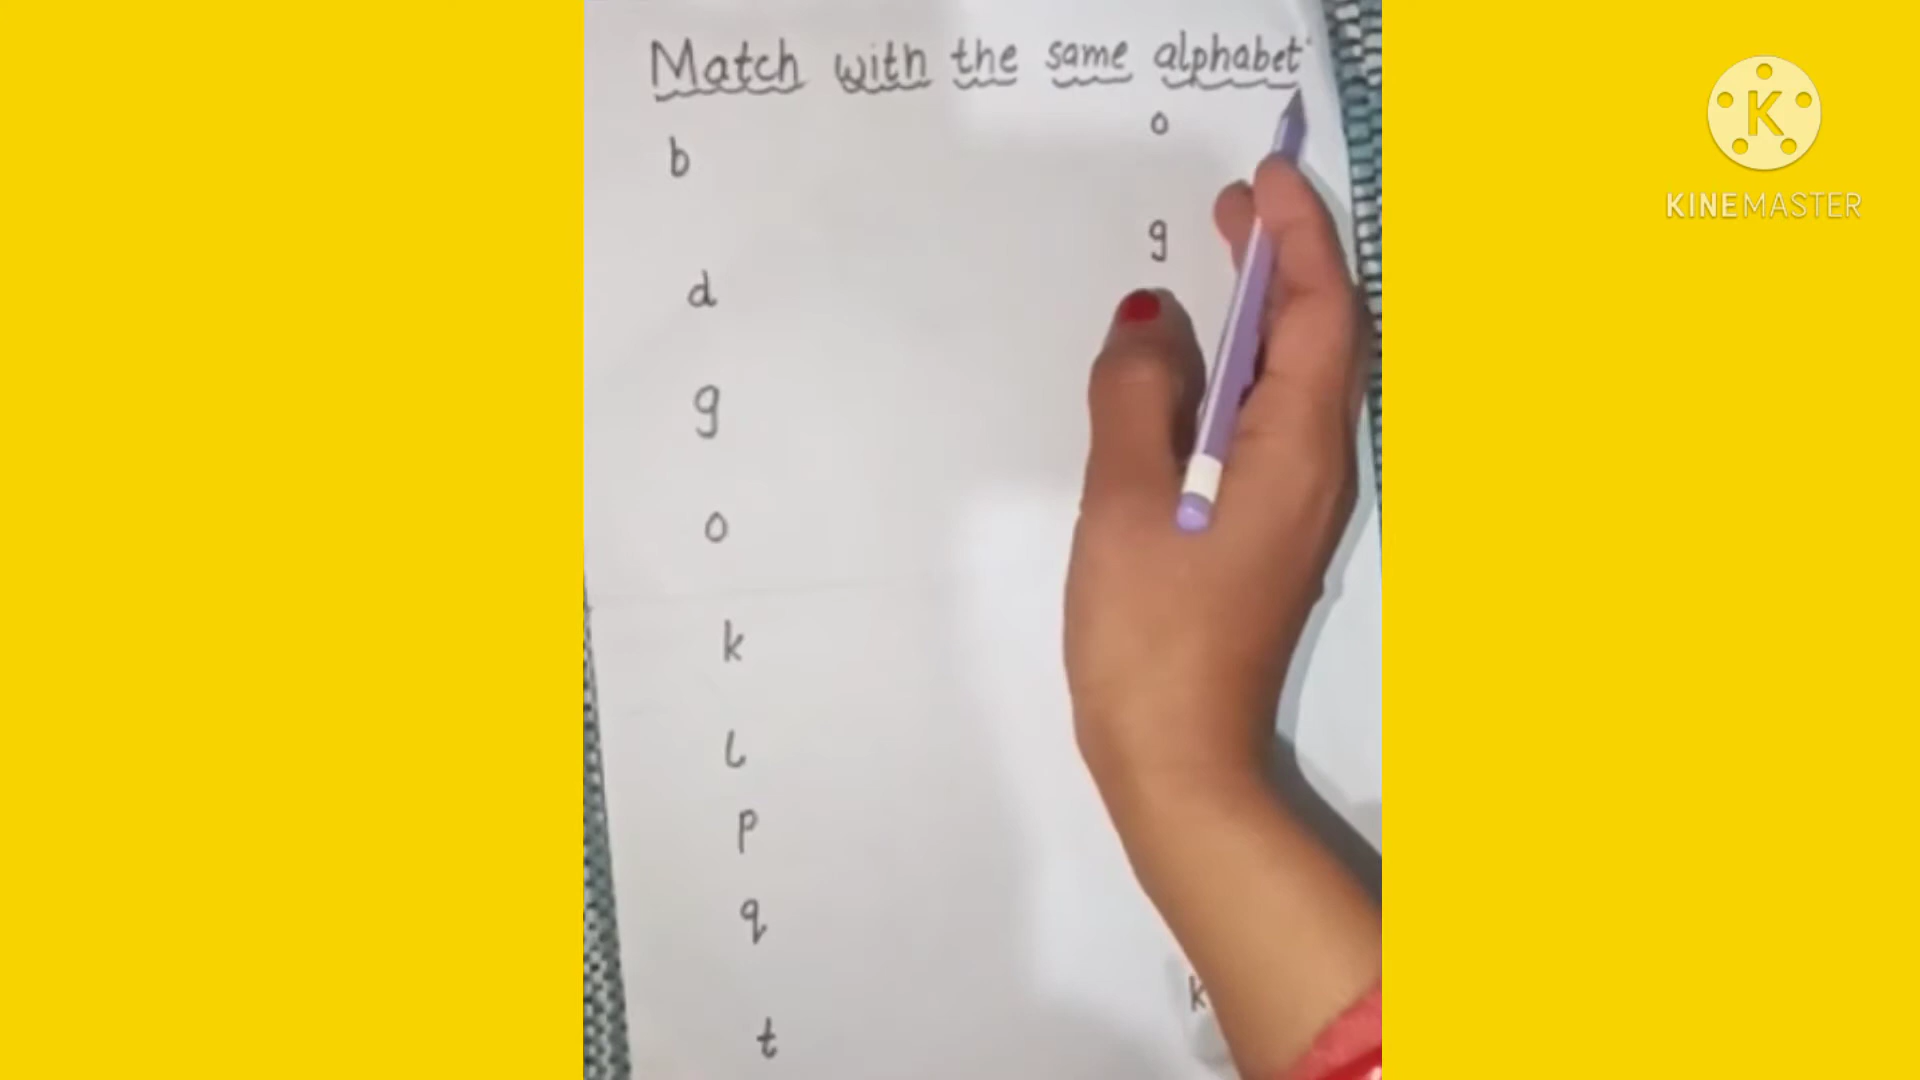 Match with the same alphabet
o
b
g
d
g
o
k
l
p
q
k
t
K
KINEMASTER